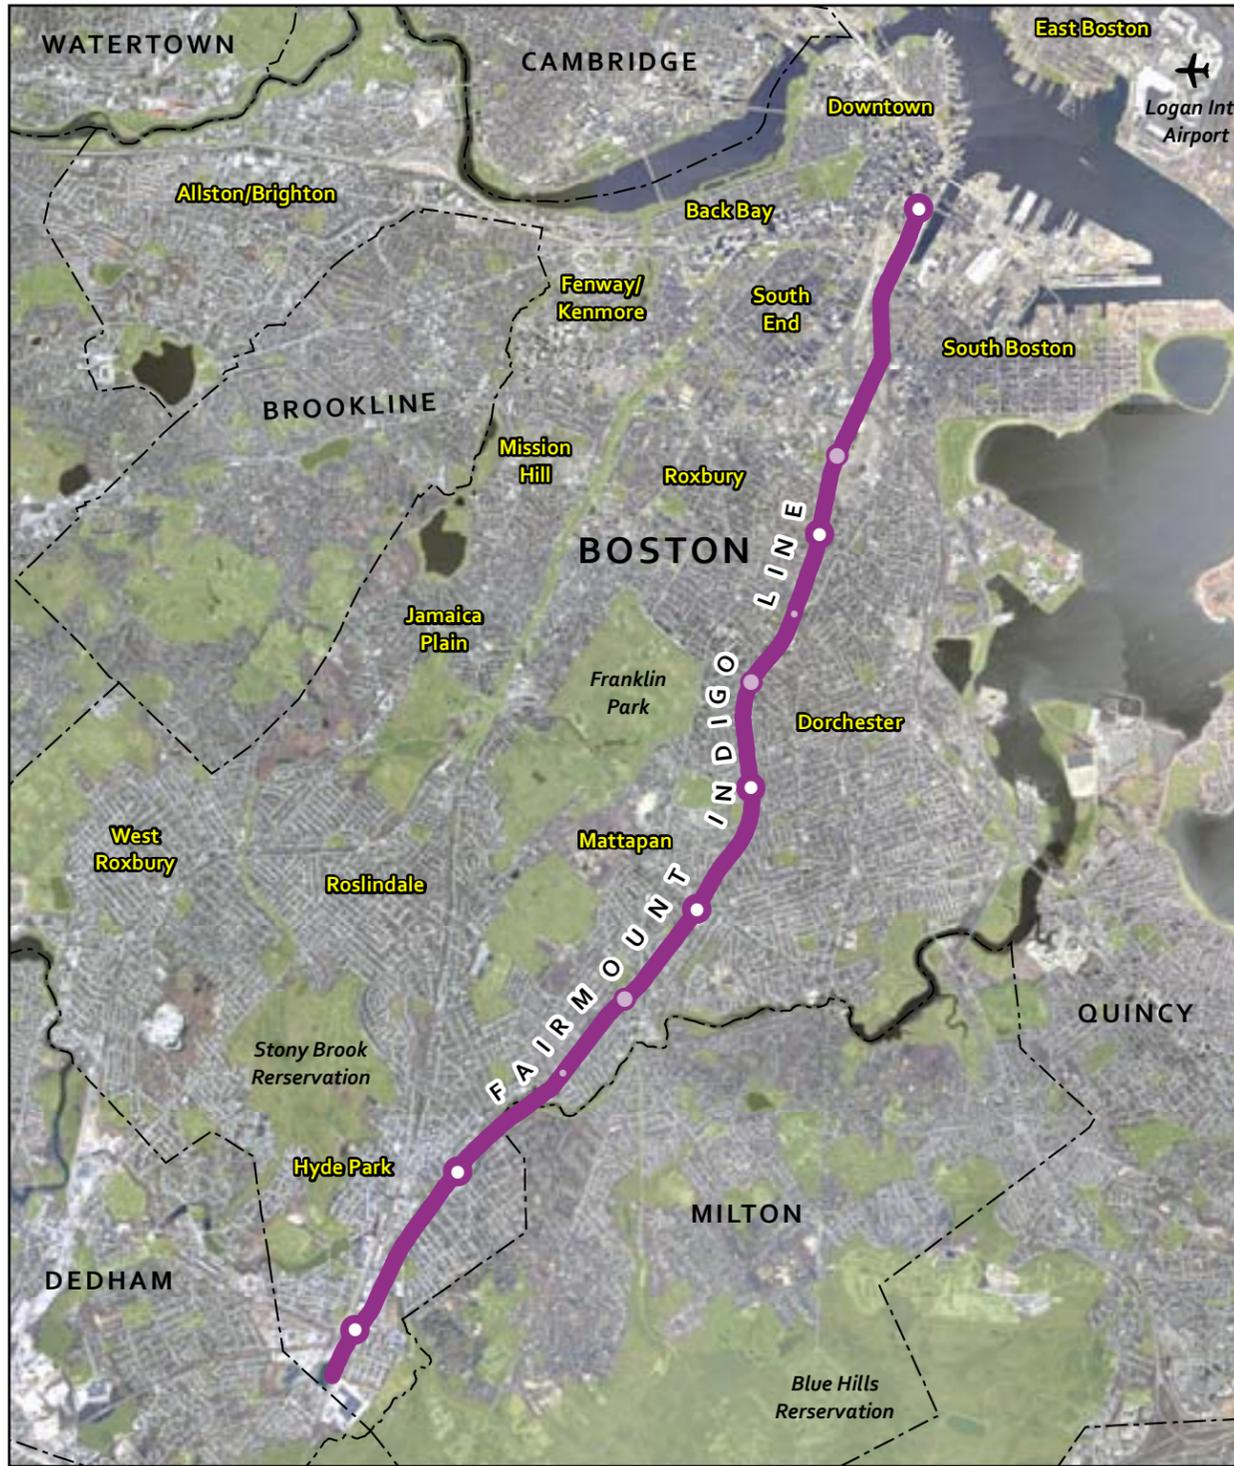 WATERTOWN
CAMBRIDGE
East Boston
Downtown
Logan Int
Airport
Allston/Brighton
Back Bay
Fenway/
Kenmore
South
End
South Boston
BROOKLINE
Mission
Hill
Roxbury
BOSTON
Jamaica
Plain
Franklin
Park
Dorchester
FAIRMOUNT INDIGO LINE
West
Roxbury
Mattapan
Roslindale
QUINCY
Stony Brook
Rerservation
Hyde Park
MILTON
DEDHAM
Blue Hills
Rerservation